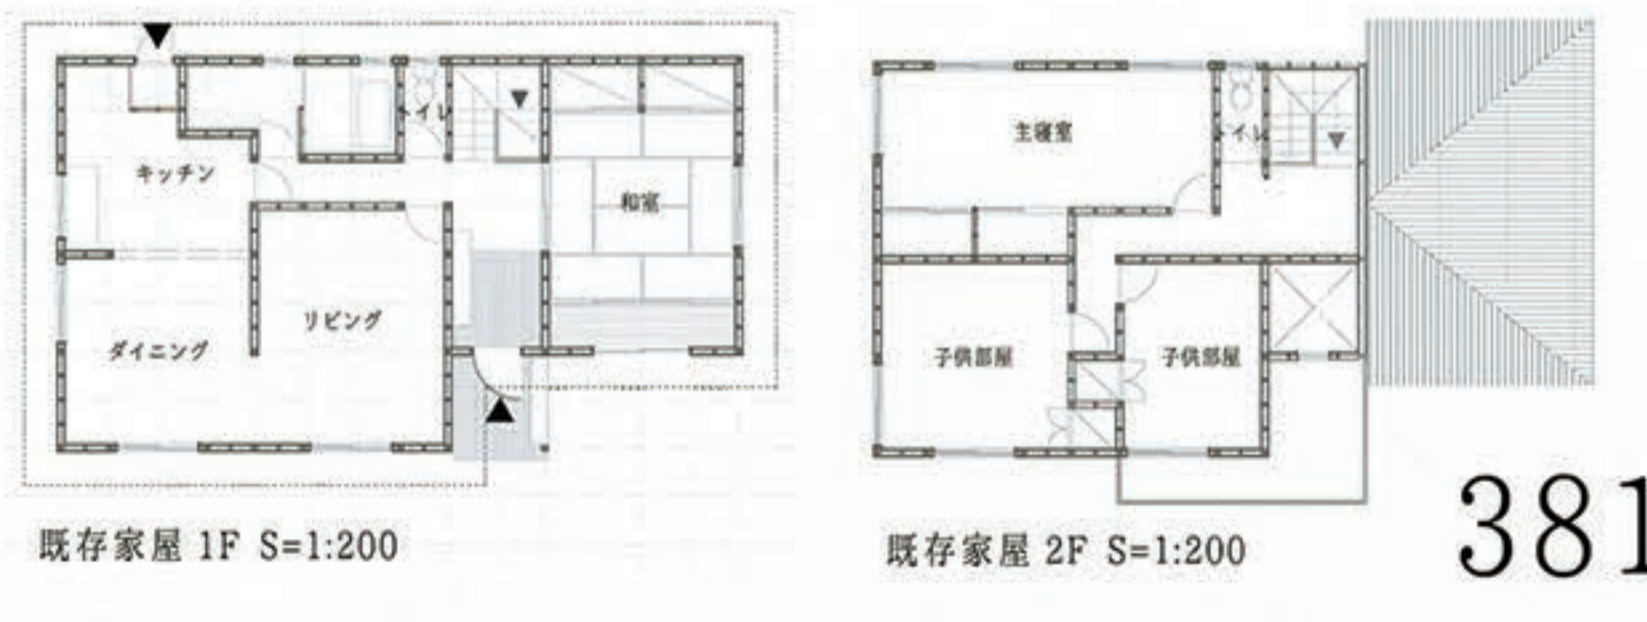 トイレ
キッチン
和室
リビング
ダイニング
既存家屋 1F S=1:200
主寝室
トイレ
子供部屋
子供部屋
既存家屋 2F S=1:200
381